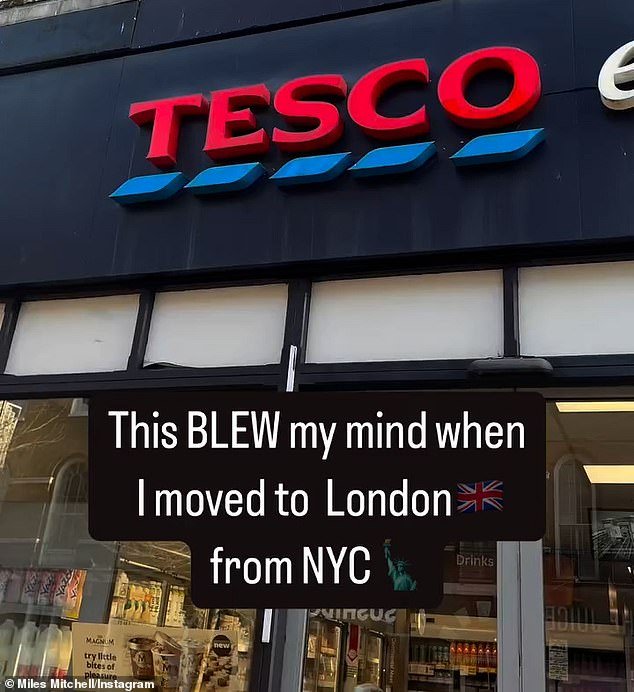 TESCO
e
This BLEW my mind when
I moved to London🇬🇧
from NYC🗽
Drinks
MAGNUM
try little
bites of
pleasure
new
© Miles Mitchell/Instagram